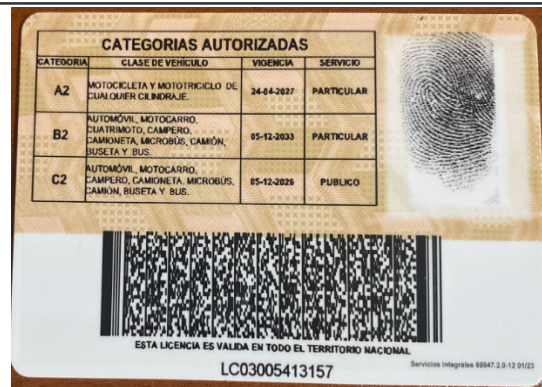 CATEGORIAS AUTORIZADAS
CATEGORIA CLASE DE VEHÍCULO VIGENCIA SERVICIO
A2 MOTOCICLETA Y MOTOTRICICLO DE CUALQUIER CILINDRAJE. 24-04-2027 PARTICULAR
B2 AUTOMÓVIL, MOTOCARRO, CUATRIMOTO, CAMPERO, CAMIONETA, MICROBÚS, CAMIÓN, BUSETA Y BUS. 05-12-2033 PARTICULAR
C2 AUTOMÓVIL, MOTOCARRO, CAMPERO, CAMIONETA, MICROBÚS, CAMIÓN, BUSETA Y BUS. 05-12-2026 PUBLICO
ESTA LICENCIA ES VALIDA EN TODO EL TERRITORIO NACIONAL
LC03005413157
Servicios Integrales 60947.2.0-12 01/23